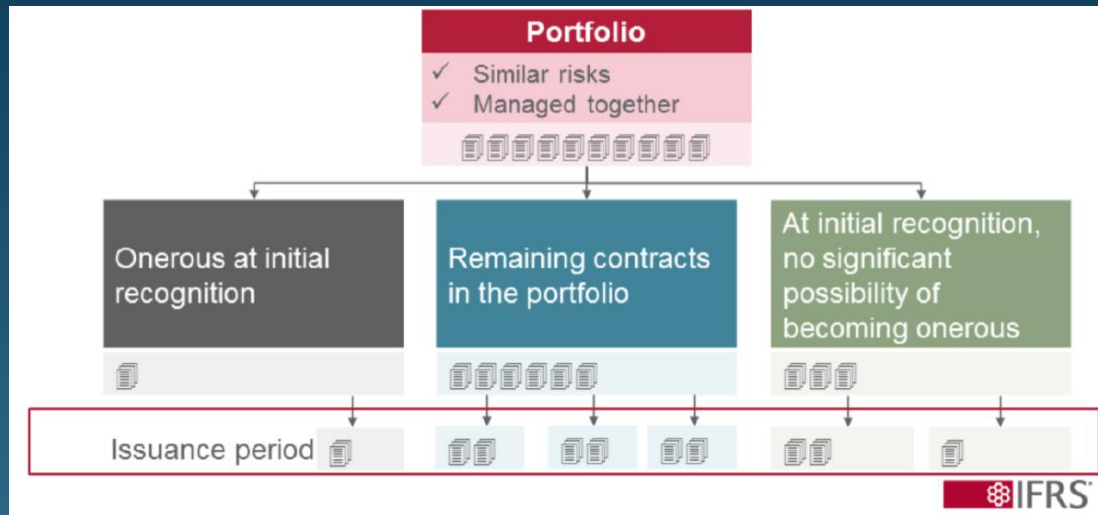 Portfolio
✓ Similar risks
✓ Managed together
Onerous at initial
recognition
Remaining contracts
in the portfolio
At initial recognition,
no significant
possibility of
becoming onerous
Issuance period
IFRS®